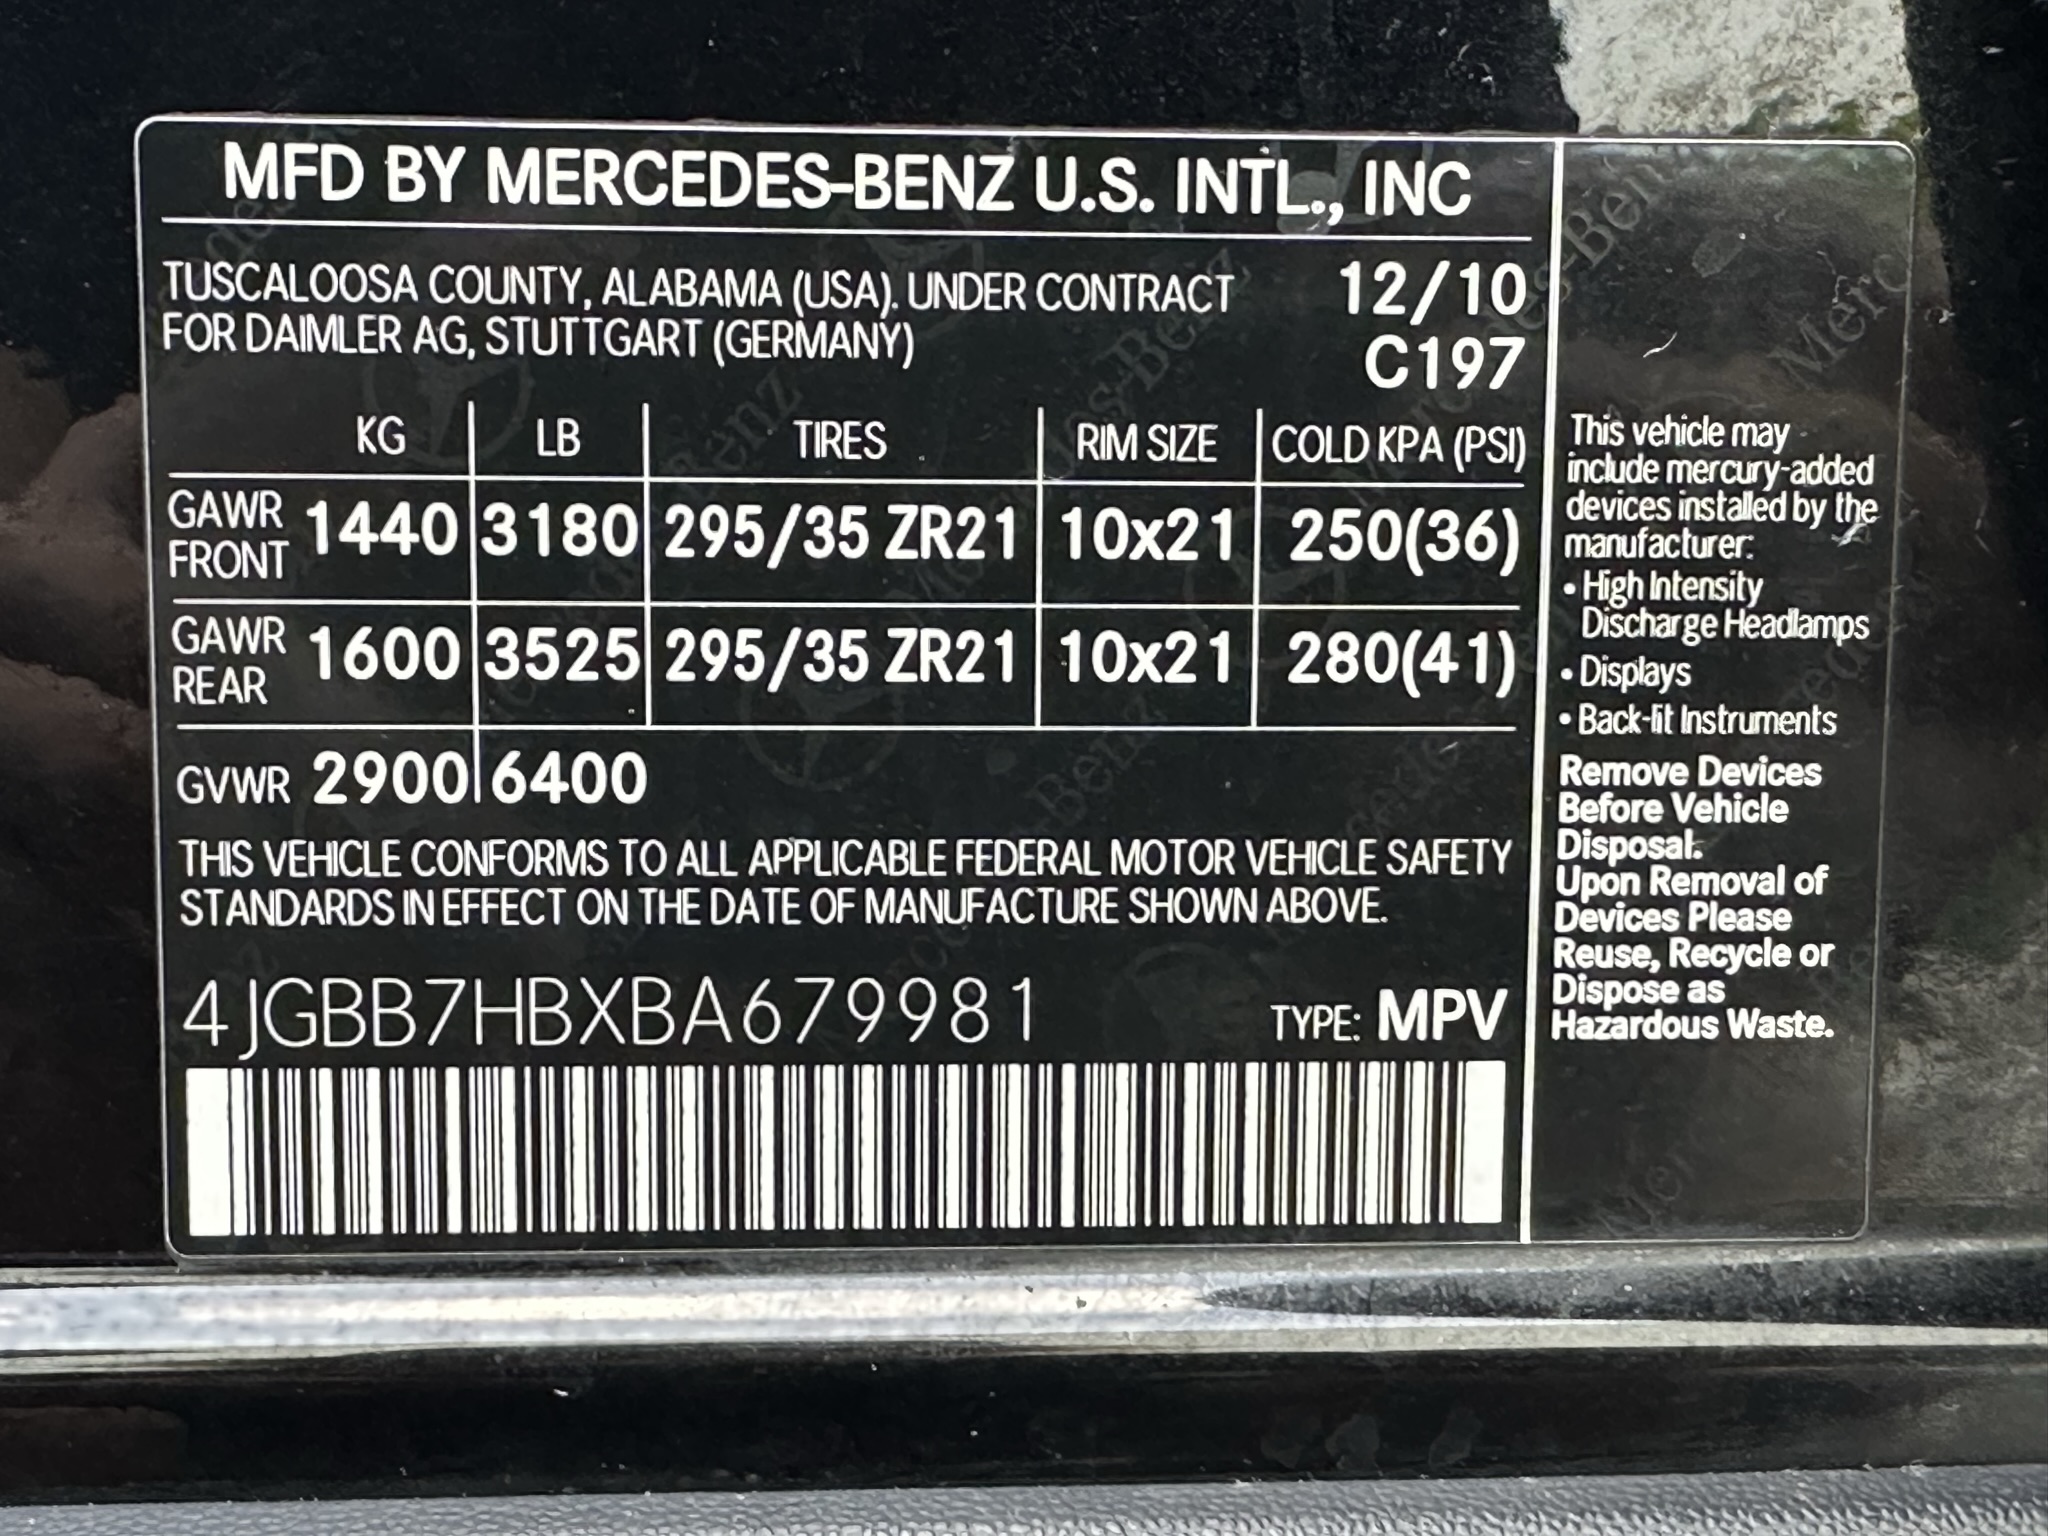 MFD BY MERCEDES-BENZ U.S. INTL., INC
TUSCALOOSA COUNTY, ALABAMA (USA). UNDER CONTRACT
FOR DAIMLER AG, STUTTGART (GERMANY)
12/10
C197
KG LB TIRES RIM SIZE COLD KPA (PSI)
GAWR FRONT 1440 3180 295/35 ZR21 10x21 250(36)
GAWR REAR 1600 3525 295/35 ZR21 10x21 280(41)
GVWR 2900 6400
THIS VEHICLE CONFORMS TO ALL APPLICABLE FEDERAL MOTOR VEHICLE SAFETY
STANDARDS IN EFFECT ON THE DATE OF MANUFACTURE SHOWN ABOVE.
4JGBB7HBXBA679981 TYPE: MPV
This vehicle may
include mercury-added
devices installed by the
manufacturer:
• High Intensity
Discharge Headlamps
• Displays
• Back-lit Instruments
Remove Devices
Before Vehicle
Disposal.
Upon Removal of
Devices Please
Reuse, Recycle or
Dispose as
Hazardous Waste.